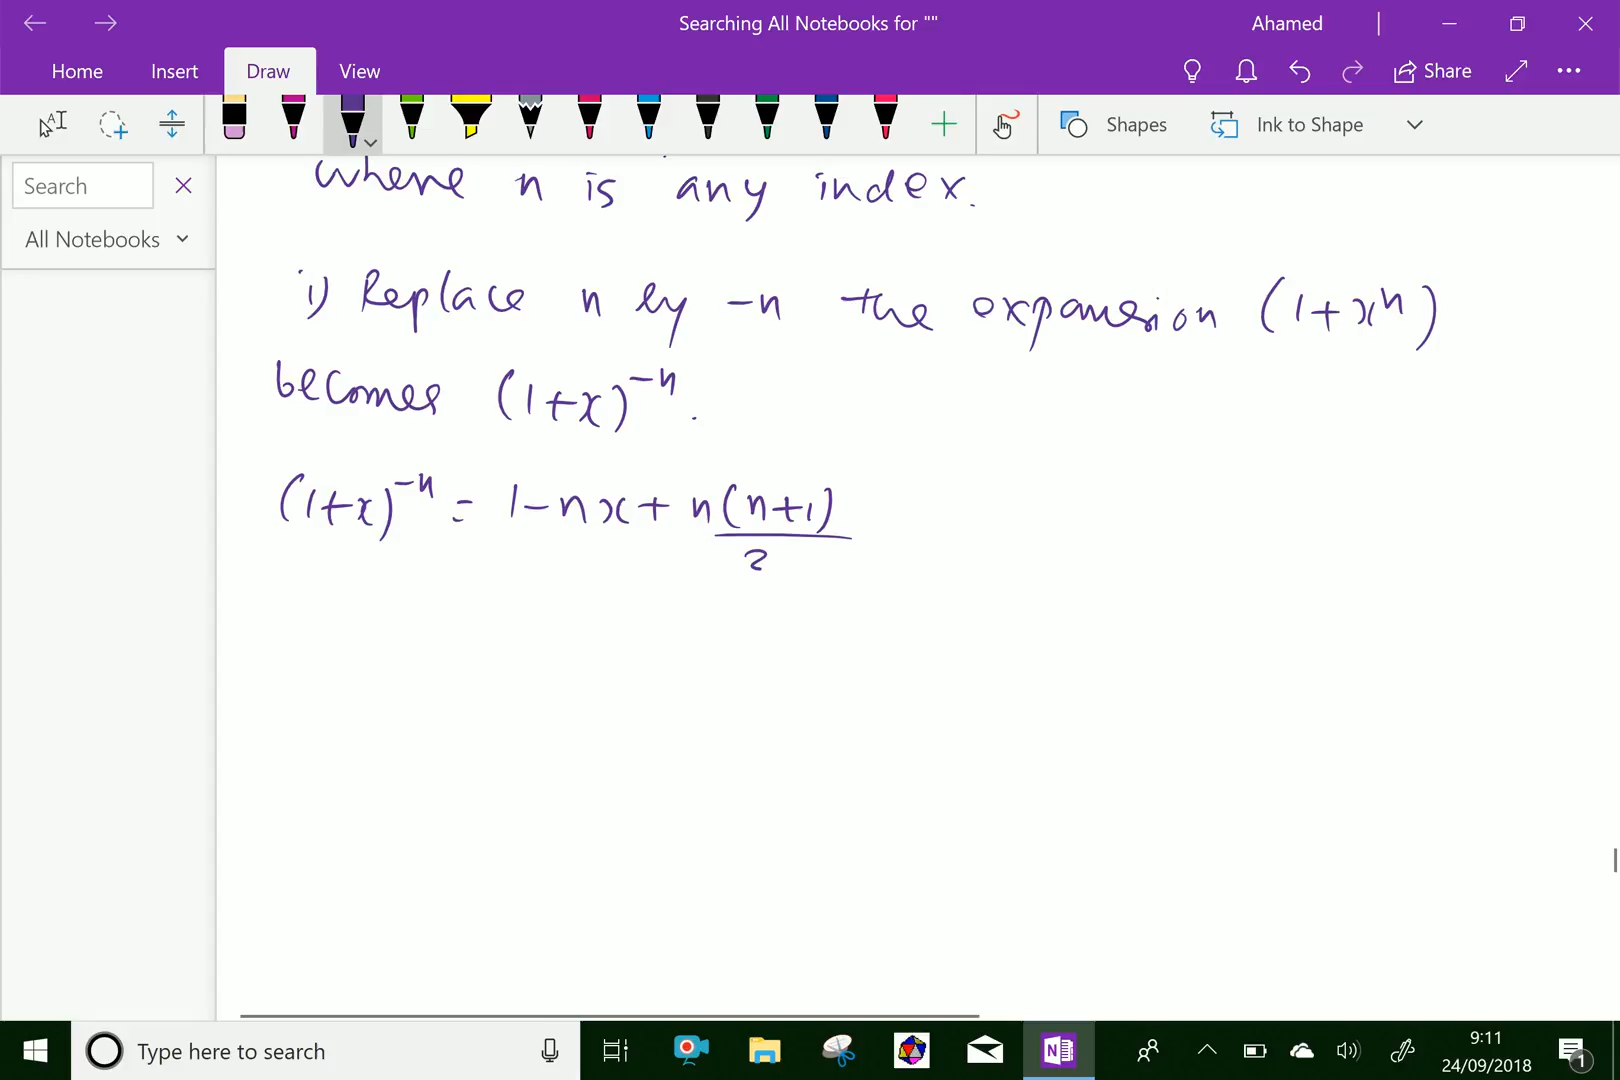 Searching All Notebooks for ""
Ahamed
Home Insert Draw View
Share
Shapes Ink to Shape
Search
All Notebooks
where n is any index.
i) Replace n by -n the expansion (1+xⁿ)
becomes (1+x)⁻ⁿ.
(1+x)⁻ⁿ = 1-nx+ n(n+1)
2
Type here to search
9:11
24/09/2018
1